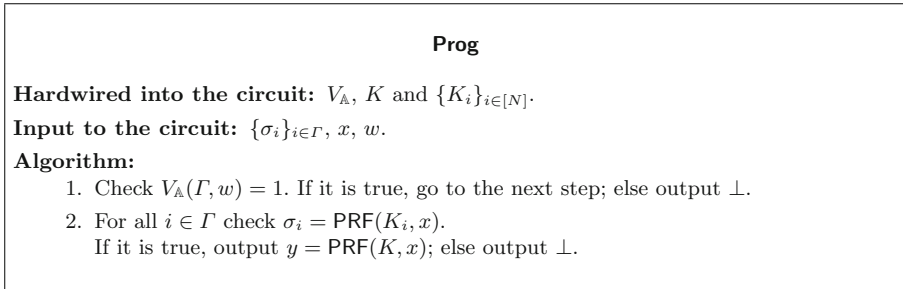 Prog
Hardwired into the circuit: V_𝔸, K and {K_i}_{i∈[N]}.
Input to the circuit: {σ_i}_{i∈Γ}, x, w.
Algorithm:
1. Check V_𝔸(Γ, w) = 1. If it is true, go to the next step; else output ⊥.
2. For all i ∈ Γ check σ_i = PRF(K_i, x).
If it is true, output y = PRF(K, x); else output ⊥.